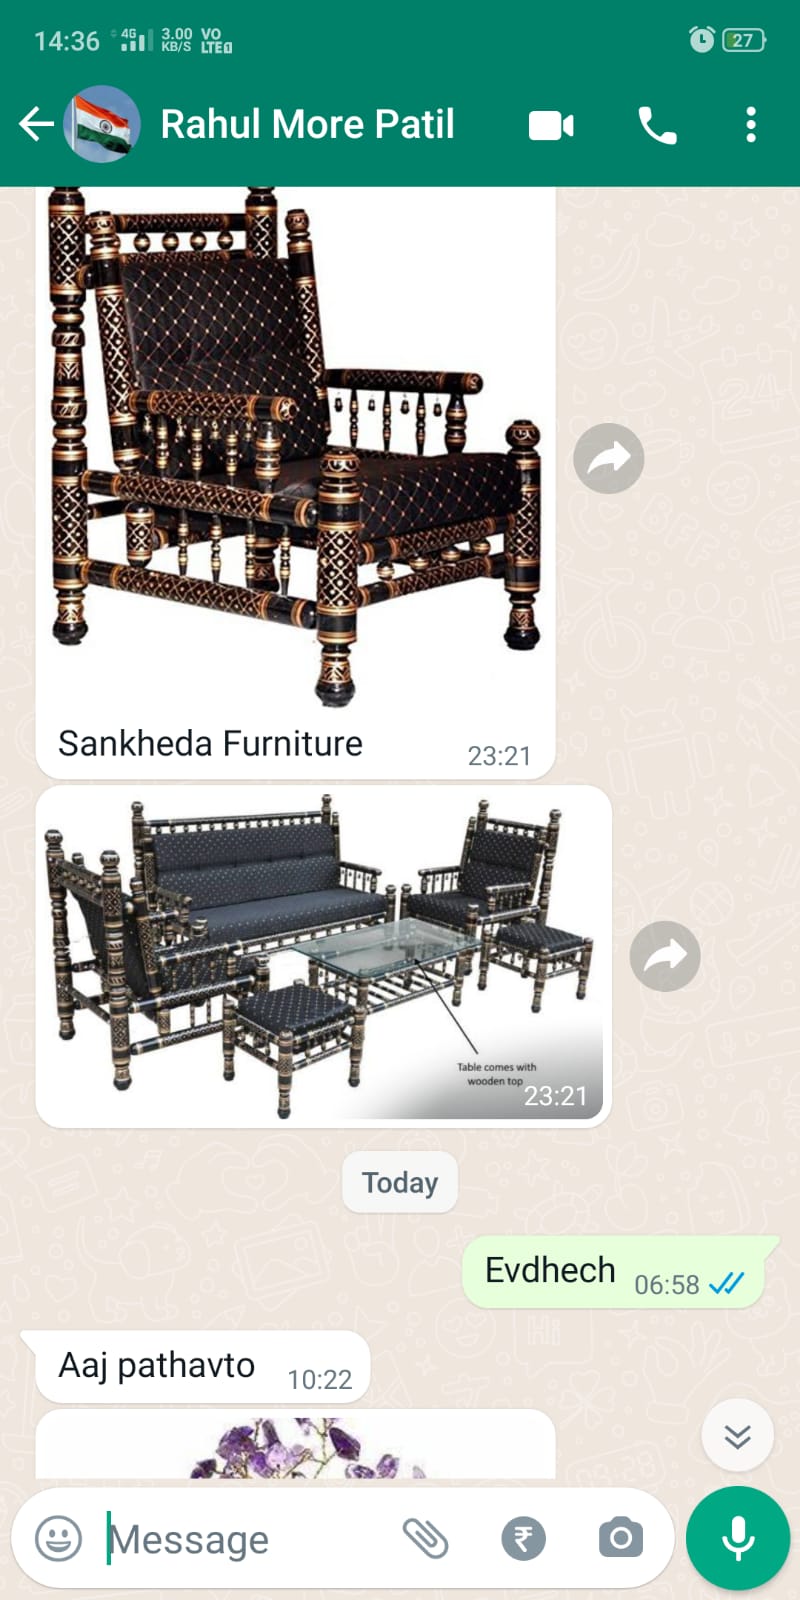 14:36 4G 3.00 KB/S VO LTE 27
Rahul More Patil
Sankheda Furniture
23:21
Table comes with
wooden top
23:21
Today
Evdhech 06:58
Aaj pathavto 10:22
Message